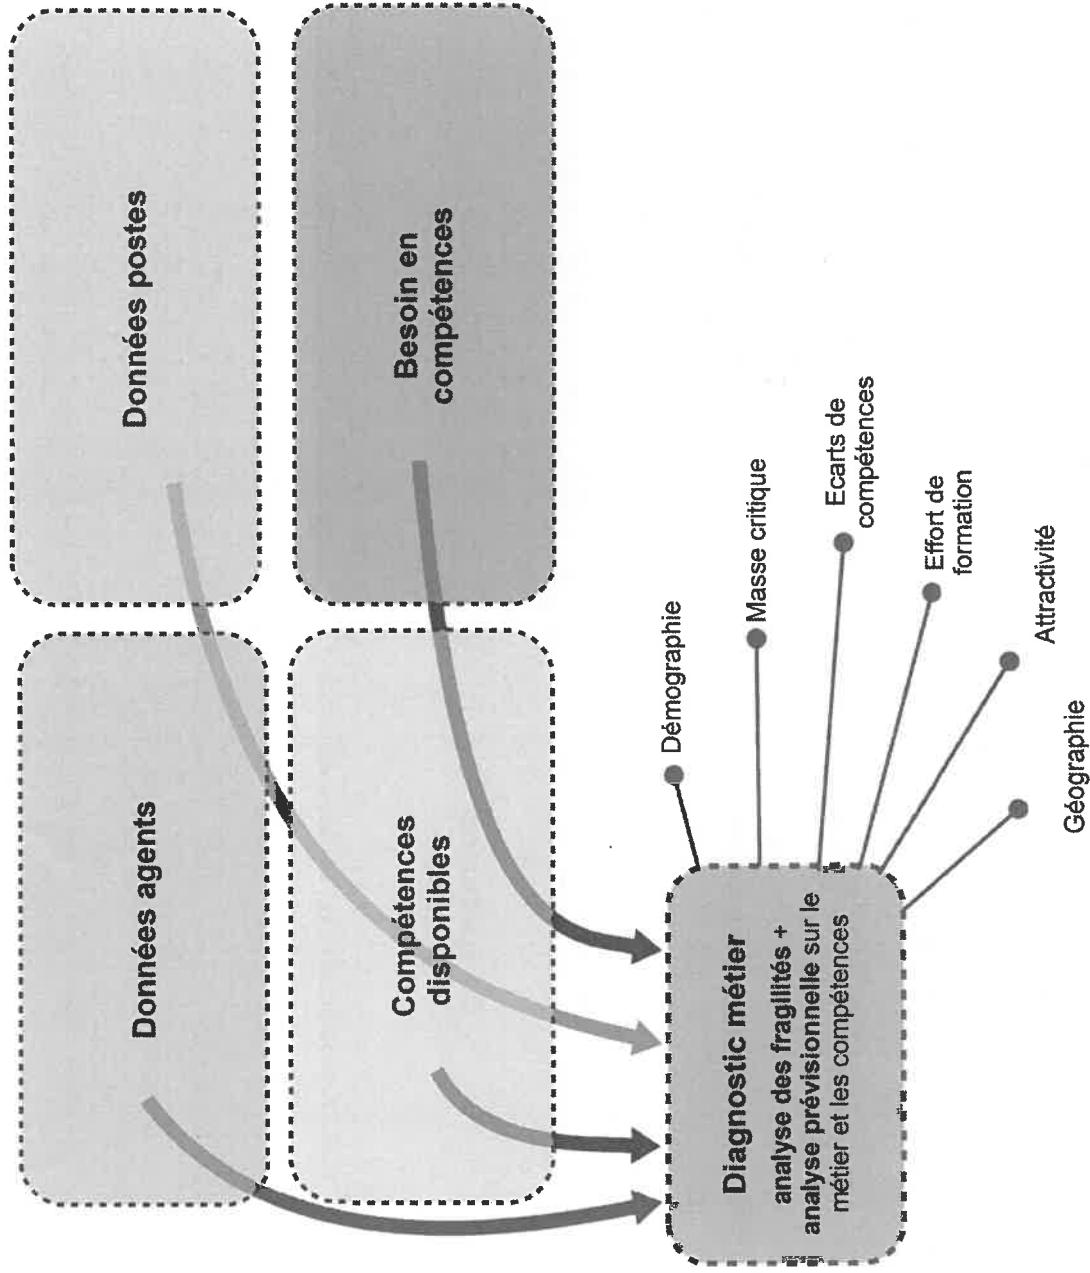 Données agents
Données postes
Compétences
disponibles
Besoin en
compétences
Diagnostic métier
analyse des fragilités +
analyse prévisionnelle sur le
métier et les compétences
Démographie
Masse critique
Ecarts de
compétences
Effort de
formation
Attractivité
Géographie